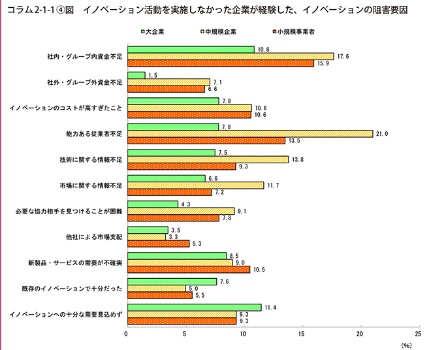 コラム2-1-1④図　イノベーション活動を実施しなかった企業が経験した、イノベーションの阻害要因
大企業　中規模企業　小規模事業者
社内・グループ内資金不足
10.8
17.6
15.9
社外・グループ外資金不足
1.5
7.1
6.6
イノベーションのコストが高すぎたこと
7.8
10.6
10.6
能力ある従業者不足
7.8
21.0
13.5
技術に関する情報不足
7.5
13.8
9.3
市場に関する情報不足
6.6
11.7
7.2
必要な協力相手を見つけることが困難
4.3
9.1
7.8
他社による市場支配
3.5
3.3
5.3
新製品・サービスの需要が不確実
8.5
9.0
10.5
既存のイノベーションで十分だった
7.6
5.0
5.5
イノベーションへの十分な需要見込めず
11.4
9.3
9.3
0　5　10　15　20　25
(%)